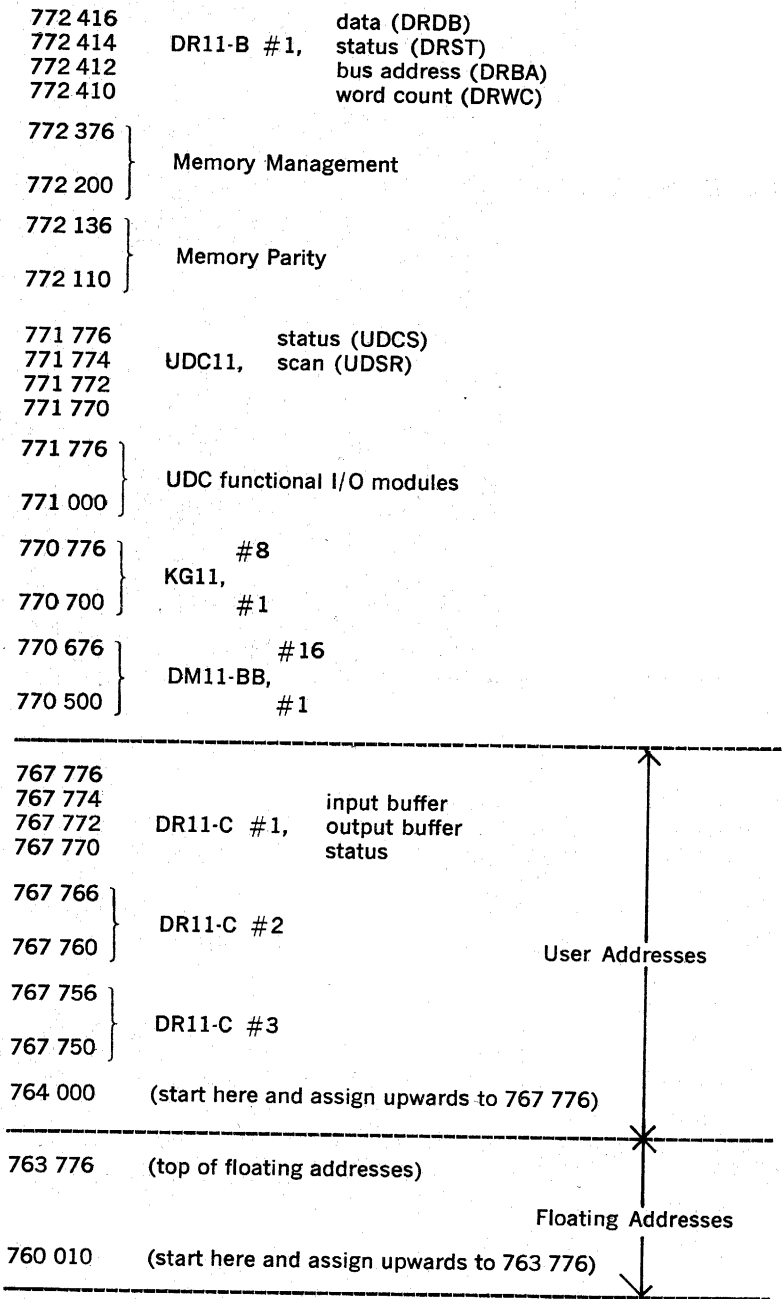 772 416 data (DRDB)
772 414 DR11-B #1, status (DRST)
772 412 bus address (DRBA)
772 410 word count (DRWC)
772 376
Memory Management
772 200
772 136
Memory Parity
772 110
771 776 status (UDCS)
771 774 UDC11, scan (UDSR)
771 772
771 770
771 776
UDC functional I/O modules
771 000
770 776 #8
KG11,
770 700 #1
770 676 #16
DM11-BB,
770 500 #1
767 776
767 774 input buffer
767 772 DR11-C #1, output buffer
767 770 status
767 766
DR11-C #2
767 760
User Addresses
767 756
DR11-C #3
767 750
764 000 (start here and assign upwards to 767 776)
763 776 (top of floating addresses)
Floating Addresses
760 010 (start here and assign upwards to 763 776)